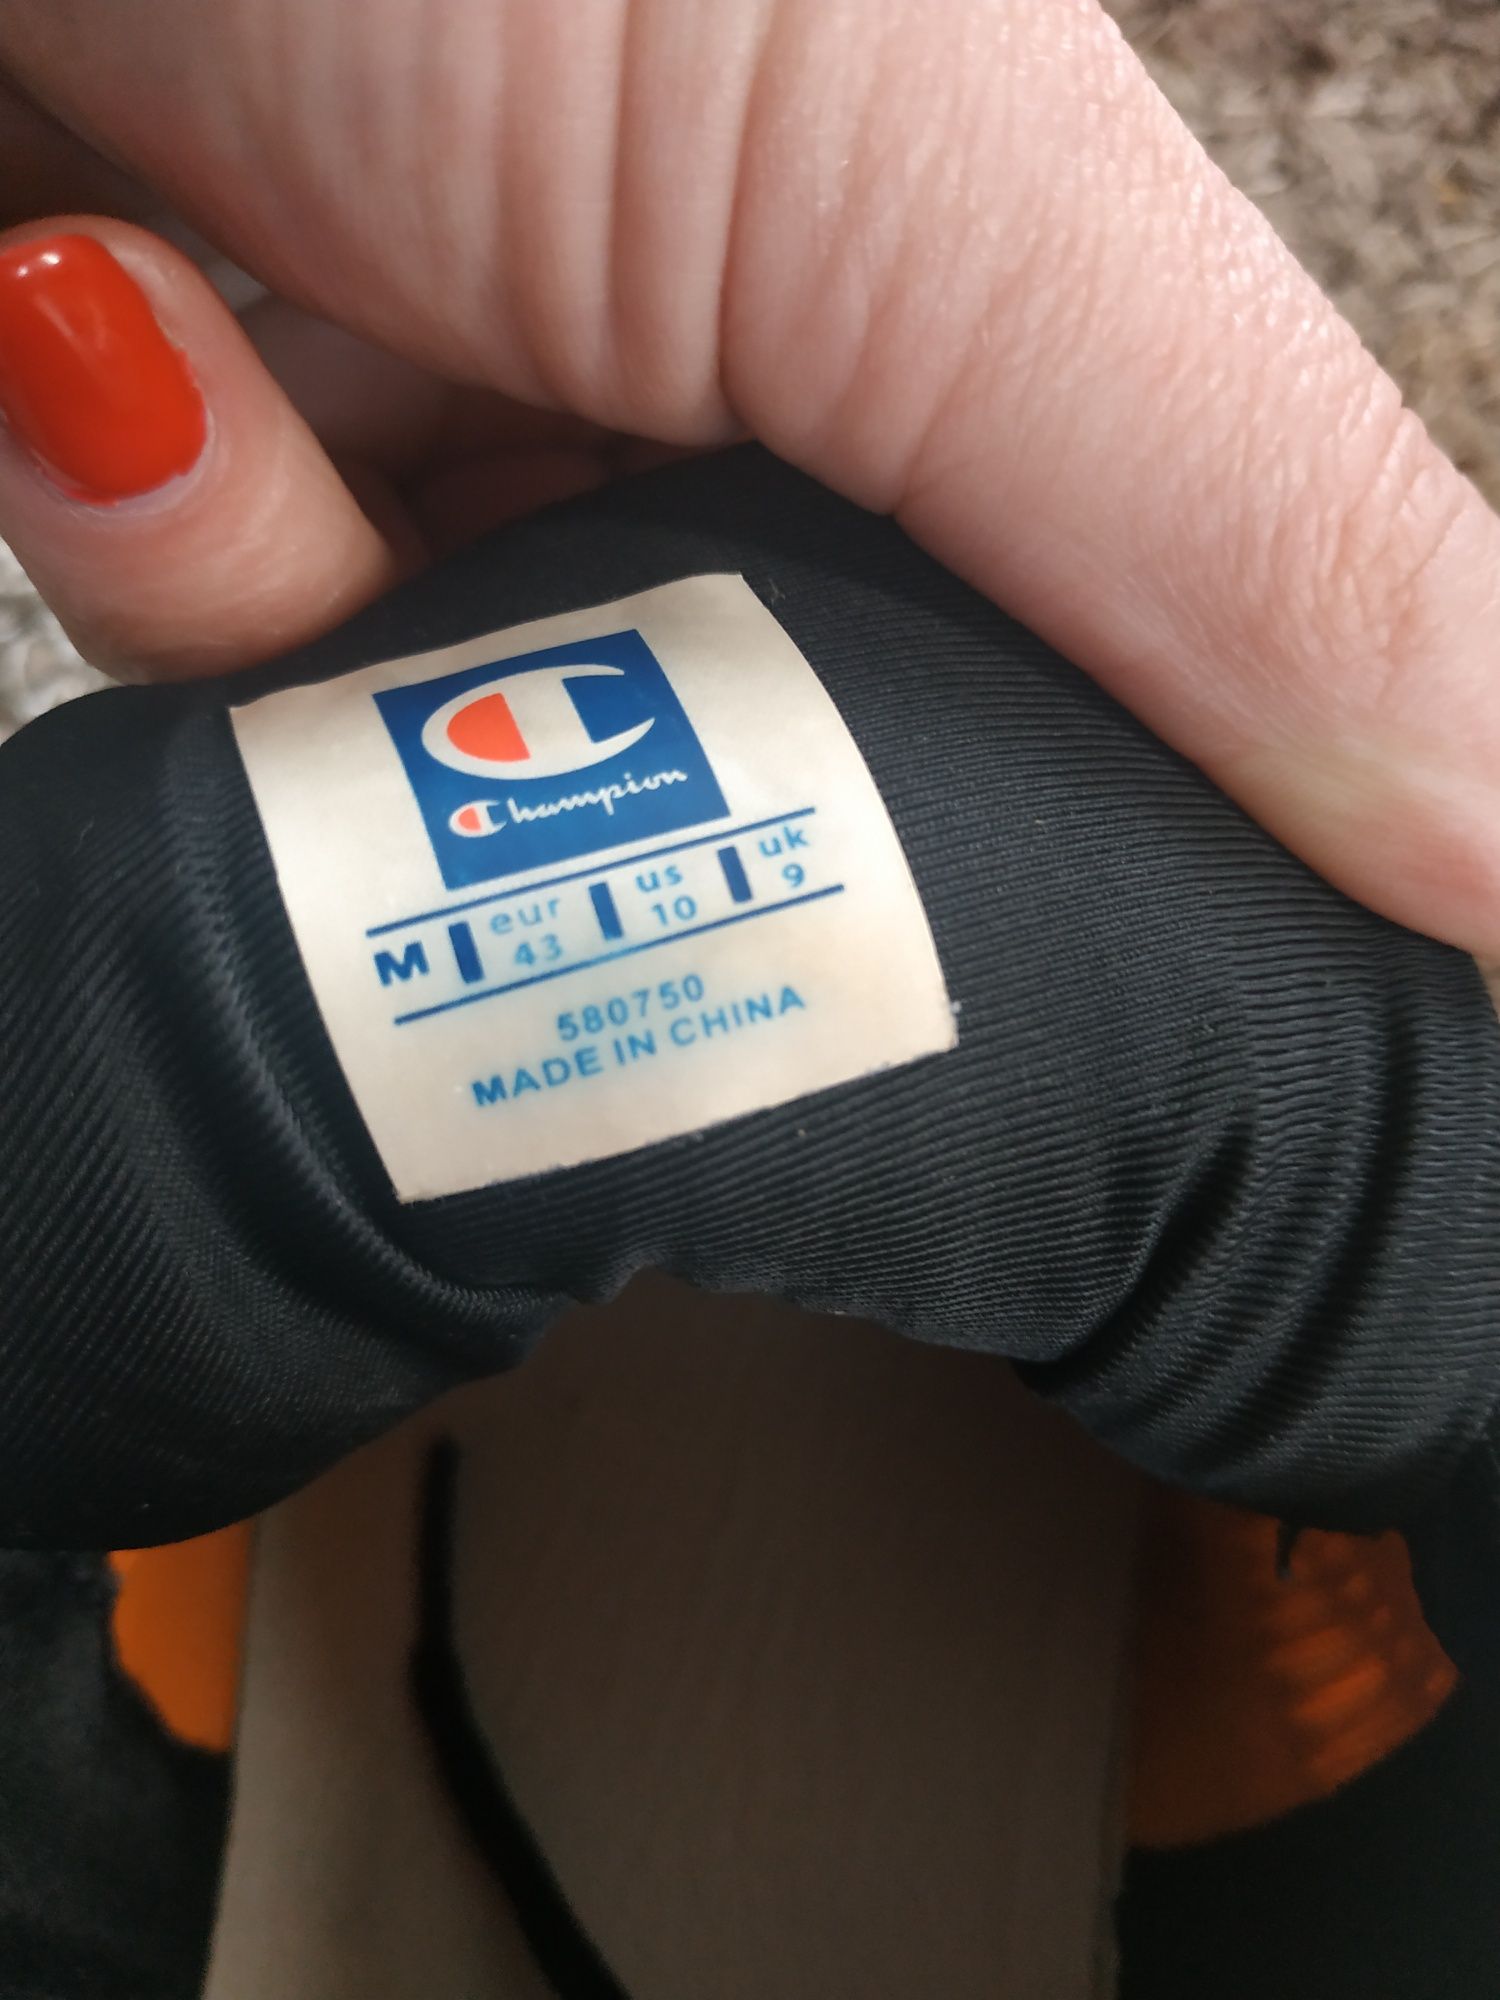 Champion
M eur us uk
43 10 9
580750
MADE IN CHINA